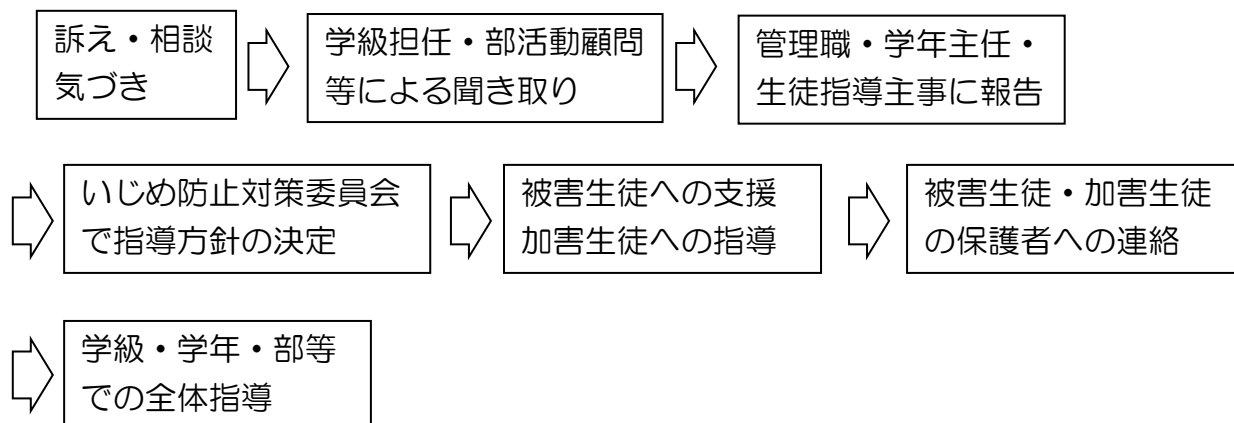 訴え・相談
気づき
学級担任・部活動顧問
等による聞き取り
管理職・学年主任・
生徒指導主事に報告
いじめ防止対策委員会
で指導方針の決定
被害生徒への支援
加害生徒への指導
被害生徒・加害生徒
の保護者への連絡
学級・学年・部等
での全体指導